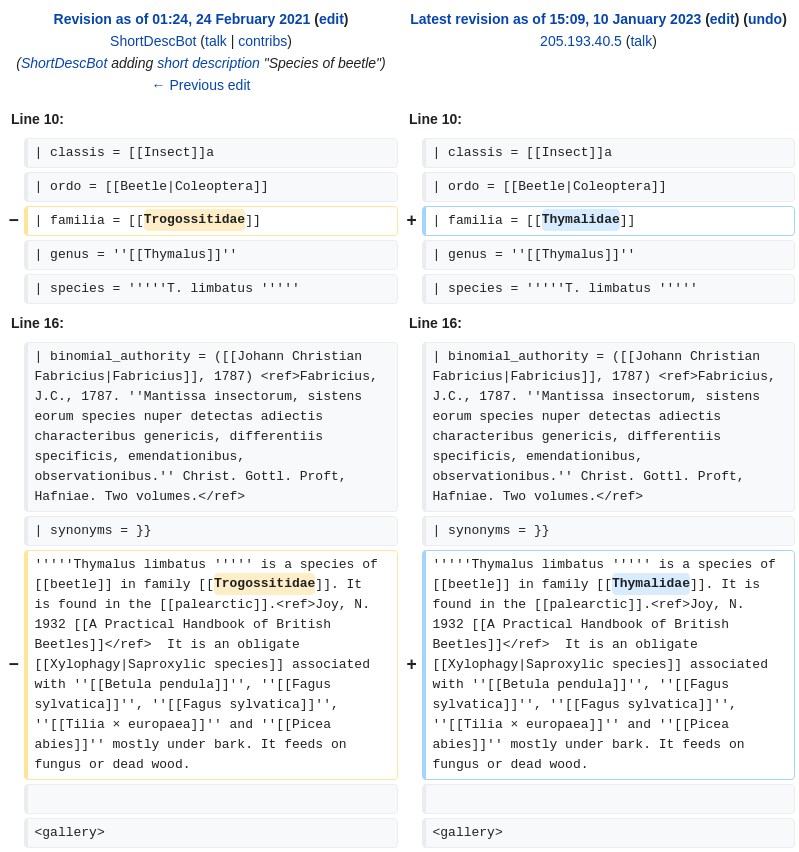 Revision as of 01:24, 24 February 2021 (edit)
ShortDescBot (talk | contribs)
(ShortDescBot adding short description "Species of beetle")
← Previous edit
Latest revision as of 15:09, 10 January 2023 (edit) (undo)
205.193.40.5 (talk)
Line 10:
Line 10:
| classis = [[Insect]]a
| classis = [[Insect]]a
| ordo = [[Beetle|Coleoptera]]
| ordo = [[Beetle|Coleoptera]]
− | familia = [[Trogossitidae]]
+ | familia = [[Thymalidae]]
| genus = ''[[Thymalus]]''
| genus = ''[[Thymalus]]''
| species = '''''T. limbatus '''''
| species = '''''T. limbatus '''''
Line 16:
Line 16:
| binomial_authority = ([[Johann Christian
Fabricius|Fabricius]], 1787) <ref>Fabricius,
J.C., 1787. ''Mantissa insectorum, sistens
eorum species nuper detectas adiectis
characteribus genericis, differentiis
specificis, emendationibus,
observationibus.'' Christ. Gottl. Proft,
Hafniae. Two volumes.</ref>
| binomial_authority = ([[Johann Christian
Fabricius|Fabricius]], 1787) <ref>Fabricius,
J.C., 1787. ''Mantissa insectorum, sistens
eorum species nuper detectas adiectis
characteribus genericis, differentiis
specificis, emendationibus,
observationibus.'' Christ. Gottl. Proft,
Hafniae. Two volumes.</ref>
| synonyms = }}
| synonyms = }}
−
'''''Thymalus limbatus ''''' is a species of
[[beetle]] in family [[Trogossitidae]]. It
is found in the [[palearctic]].<ref>Joy, N.
1932 [[A Practical Handbook of British
Beetles]]</ref>  It is an obligate
[[Xylophagy|Saproxylic species]] associated
with ''[[Betula pendula]]'', ''[[Fagus
sylvatica]]'', ''[[Fagus sylvatica]]'',
''[[Tilia × europaea]]'' and ''[[Picea
abies]]'' mostly under bark. It feeds on
fungus or dead wood.
+
'''''Thymalus limbatus ''''' is a species of
[[beetle]] in family [[Thymalidae]]. It is
found in the [[palearctic]].<ref>Joy, N.
1932 [[A Practical Handbook of British
Beetles]]</ref>  It is an obligate
[[Xylophagy|Saproxylic species]] associated
with ''[[Betula pendula]]'', ''[[Fagus
sylvatica]]'', ''[[Fagus sylvatica]]'',
''[[Tilia × europaea]]'' and ''[[Picea
abies]]'' mostly under bark. It feeds on
fungus or dead wood.
<gallery>
<gallery>